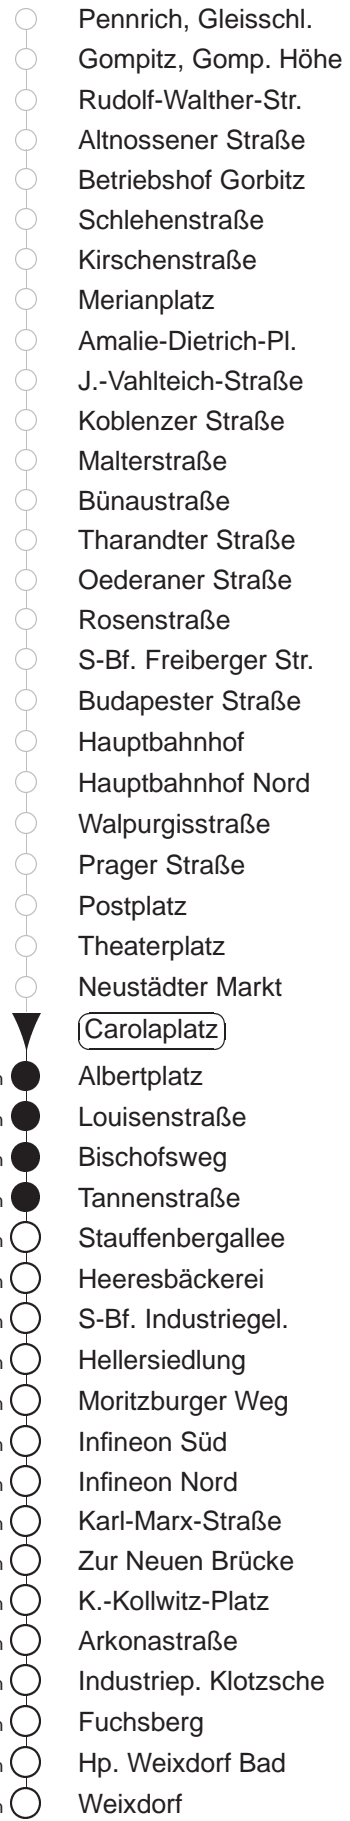 Pennrich, Gleisschl.
Gompitz, Gomp. Höhe
Rudolf-Walther-Str.
Altnossener Straße
Betriebshof Gorbitz
Schlehenstraße
Kirschenstraße
Merianplatz
Amalie-Dietrich-Pl.
J.-Vahlteich-Straße
Koblenzer Straße
Malterstraße
Bünaustraße
Tharandter Straße
Oederaner Straße
Rosenstraße
S-Bf. Freiberger Str.
Budapester Straße
Hauptbahnhof
Hauptbahnhof Nord
Walpurgisstraße
Prager Straße
Postplatz
Theaterplatz
Neustädter Markt
Carolaplatz
Albertplatz
Louisenstraße
Bischofsweg
Tannenstraße
Stauffenbergallee
Heeresbäckerei
S-Bf. Industriegel.
Hellersiedlung
Moritzburger Weg
Infineon Süd
Infineon Nord
Karl-Marx-Straße
Zur Neuen Brücke
K.-Kollwitz-Platz
Arkonastraße
Industriep. Klotzsche
Fuchsberg
Hp. Weixdorf Bad
Weixdorf